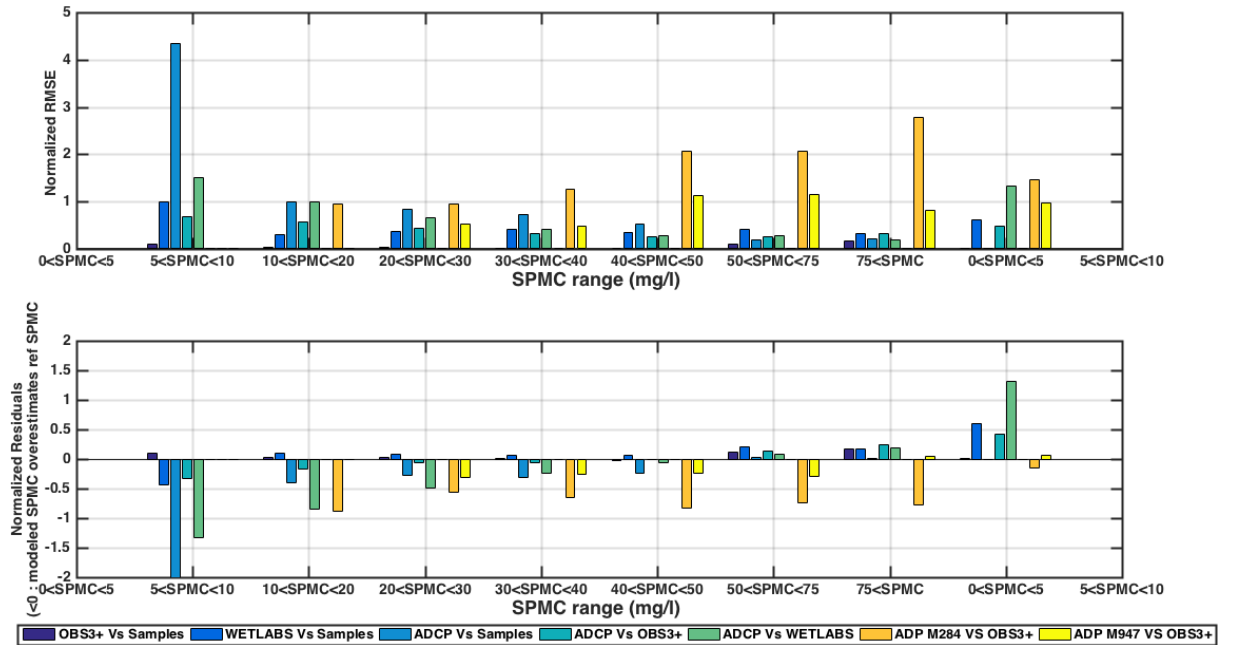 5
4
3
2
1
0
Normalized RMSE
0<SPMC<5 5<SPMC<10 10<SPMC<20 20<SPMC<30 30<SPMC<40 40<SPMC<50 50<SPMC<75 75<SPMC 0<SPMC<5 5<SPMC<10
SPMC range (mg/l)
2
1.5
1
0.5
0
-0.5
-1
-1.5
-2
Normalized Residuals
(<0 : modeled SPMC overestimates ref SPMC
0<SPMC<5 5<SPMC<10 10<SPMC<20 20<SPMC<30 30<SPMC<40 40<SPMC<50 50<SPMC<75 75<SPMC 0<SPMC<5 5<SPMC<10
SPMC range (mg/l)
OBS3+ Vs Samples WETLABS Vs Samples ADCP Vs Samples ADCP Vs OBS3+ ADCP Vs WETLABS ADP M284 VS OBS3+ ADP M947 VS OBS3+